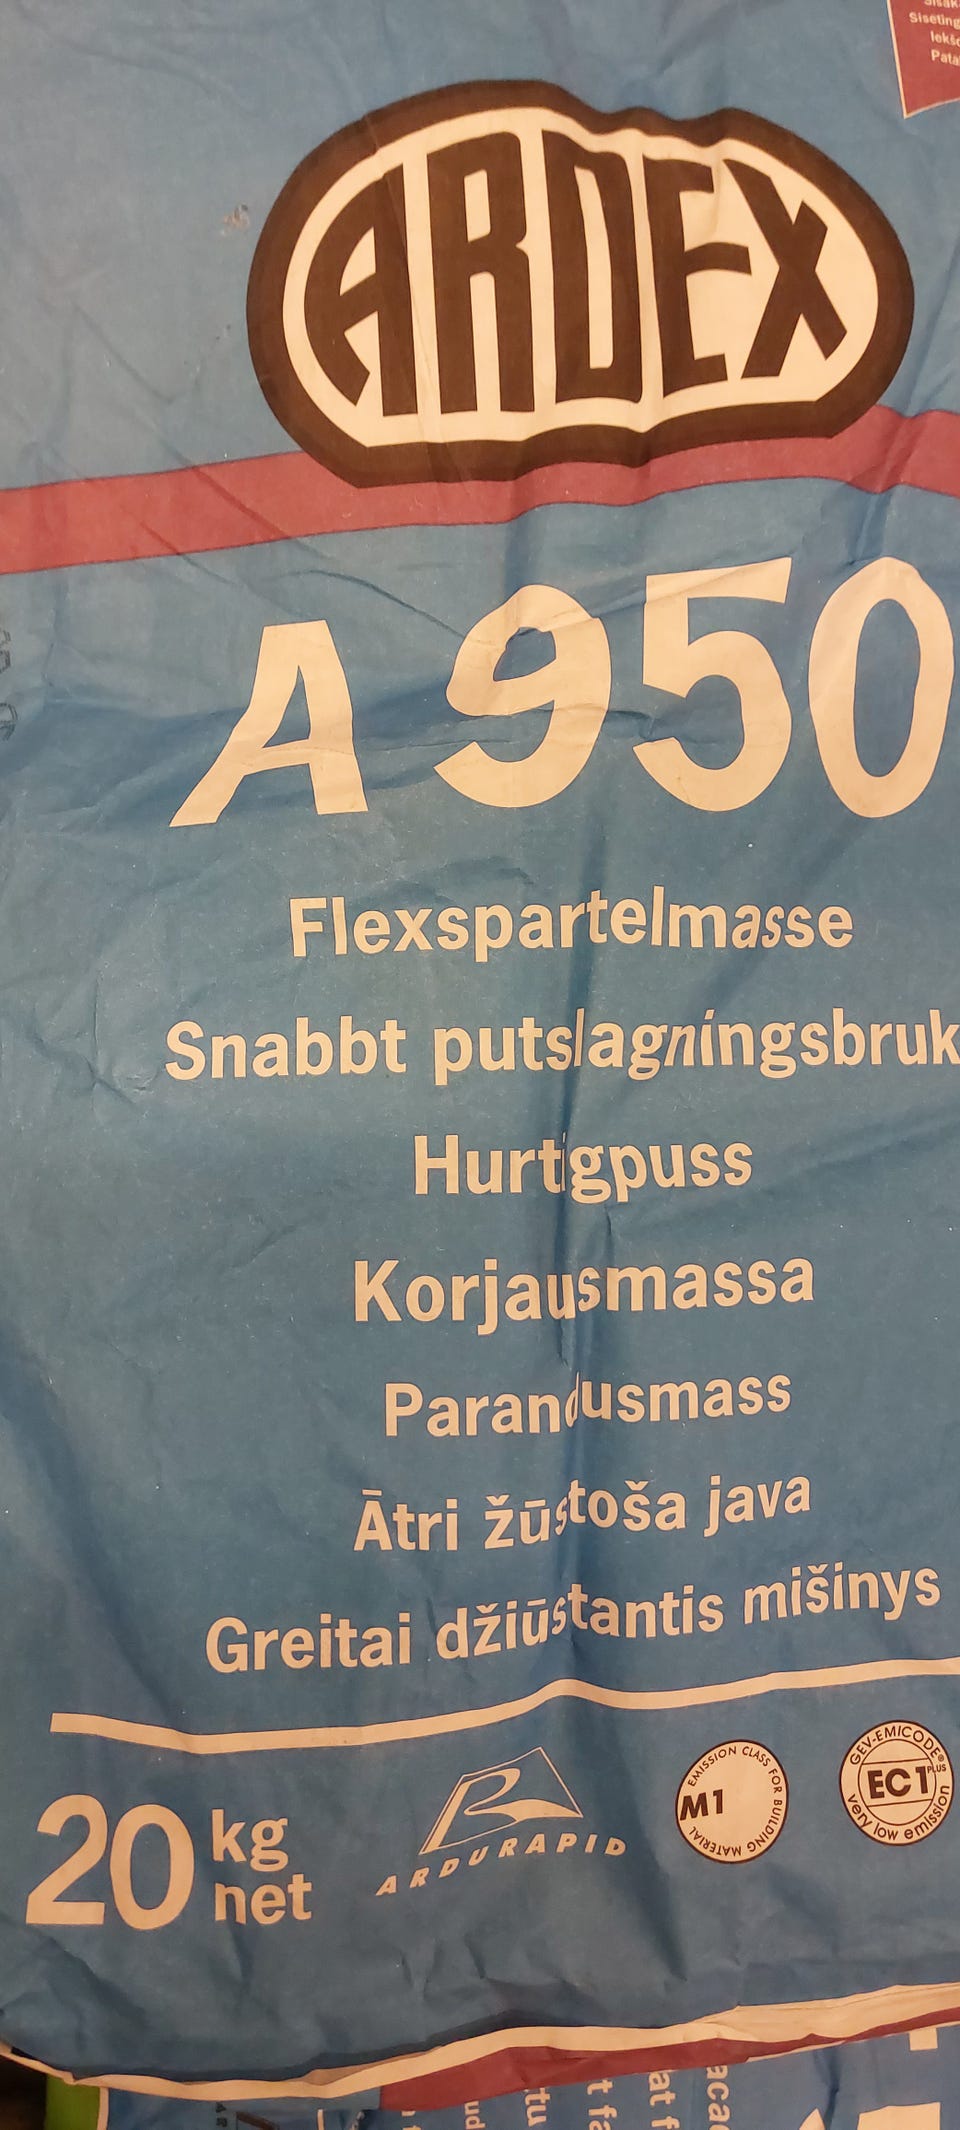 ARDEX
A 950
Flexspartelmasse
Snabbt putslagningsbruk
Hurtigpuss
Korjausmassa
Parandusmass
Ātri žūstoša java
Greitai džiūstantis mišinys
20 kg net
ARDURAPID
EMISSION CLASS FOR BUILDING MATERIAL
M1
GEV-EMICODE®
EC1 PLUS
very low emission